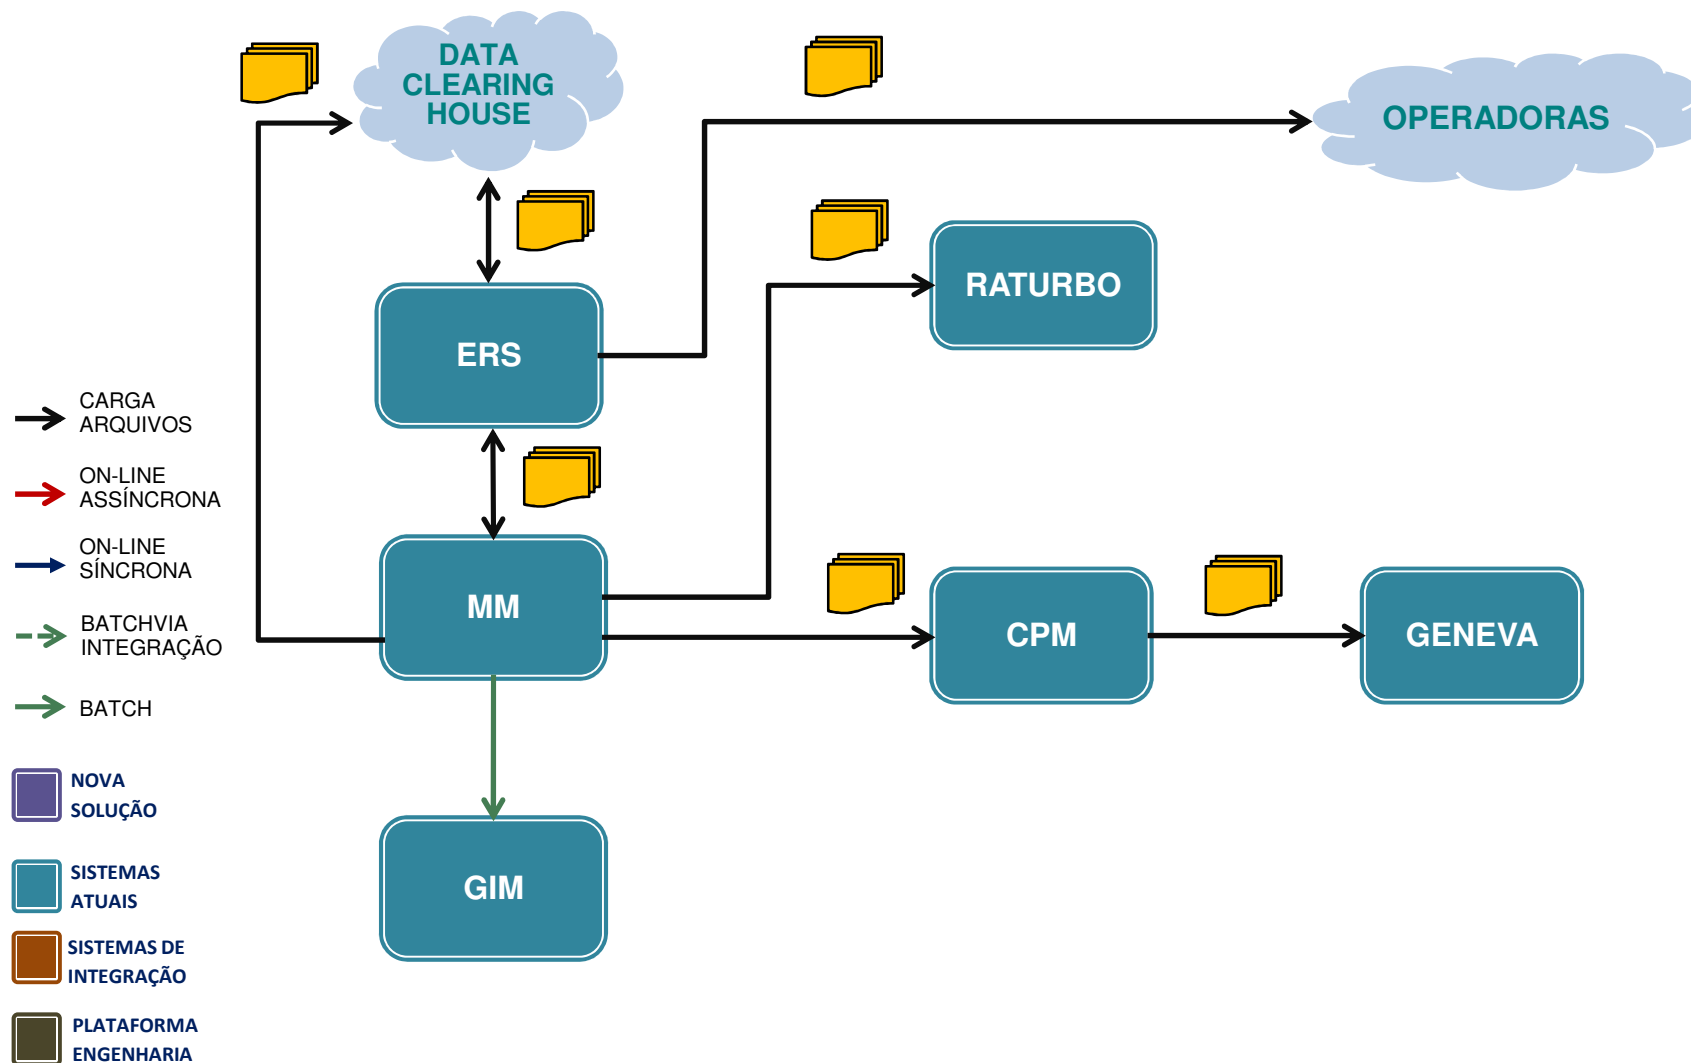 DATA
CLEARING
HOUSE
OPERADORAS
RATURBO
ERS
MM
CPM
GENEVA
GIM
CARGA
ARQUIVOS
ON-LINE
ASSÍNCRONA
ON-LINE
SÍNCRONA
BATCHVIA
INTEGRAÇÃO
BATCH
NOVA
SOLUÇÃO
SISTEMAS
ATUAIS
SISTEMAS DE
INTEGRAÇÃO
PLATAFORMA
ENGENHARIA